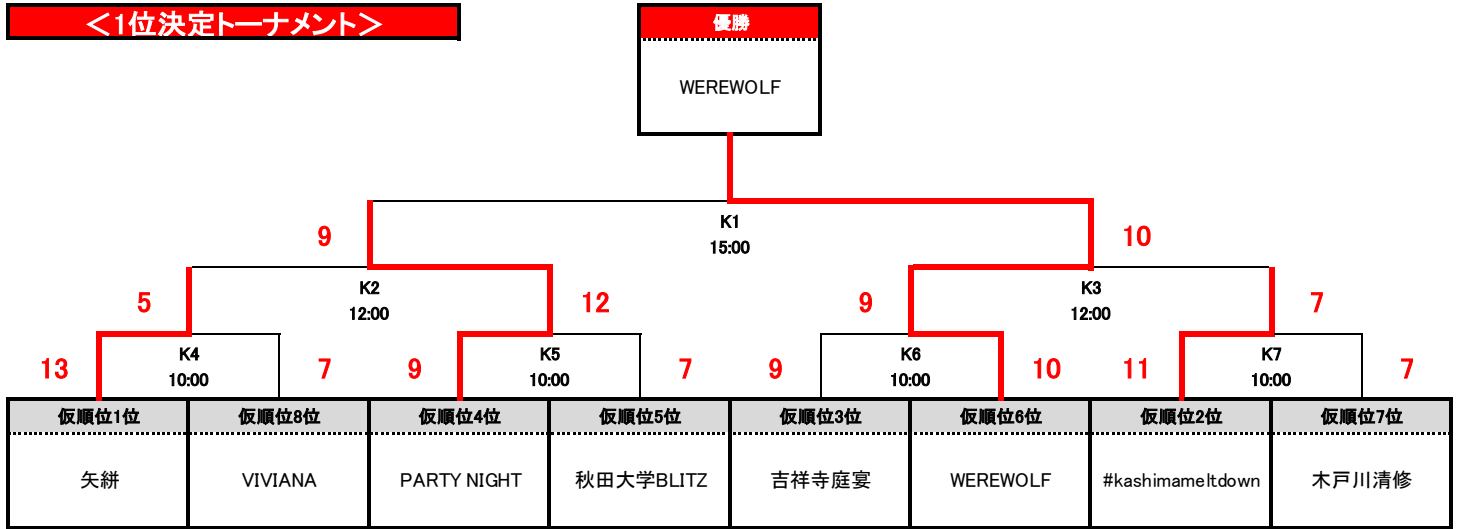 ＜1位決定トーナメント＞
優勝
WEREWOLF
K1
9
10
15:00
K2
K3
5
12
9
7
12:00
12:00
K4
K5
K6
K7
13
7
9
7
9
10
11
7
10:00
10:00
10:00
10:00
仮順位1位
仮順位8位
仮順位4位
仮順位5位
仮順位3位
仮順位6位
仮順位2位
仮順位7位
矢絣
VIVIANA
PARTY NIGHT
秋田大学BLITZ
吉祥寺庭宴
WEREWOLF
#kashimameltdown
木戸川清修